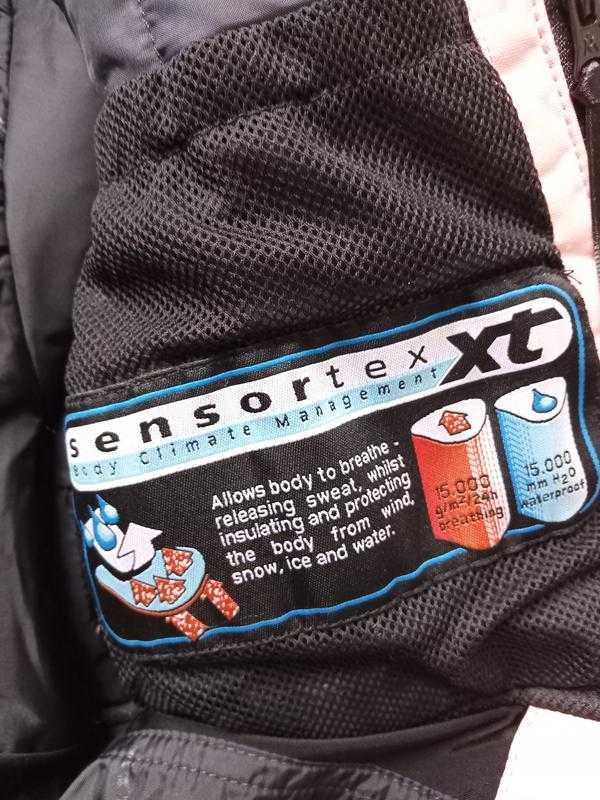 sensortex xt
Body Climate Management
Allows body to breathe -
releasing sweat, whilst
insulating and protecting
the body from wind,
snow, ice and water.
15.000
g/m²/24h
breathing
15.000
mm H2O
waterproof